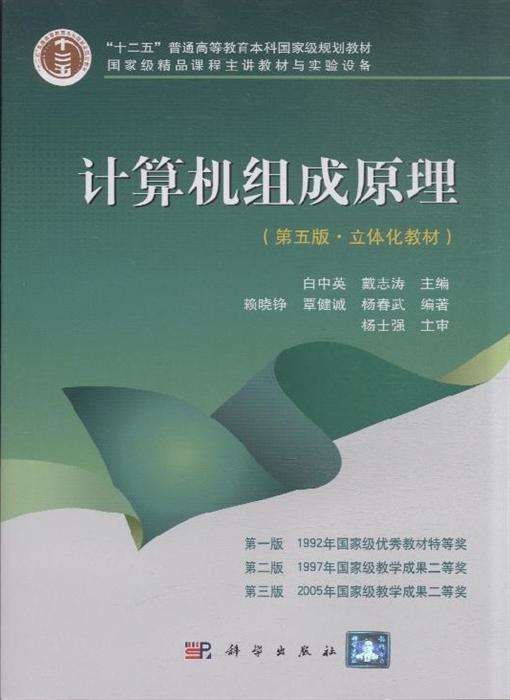 十二五
"十二五"普通高等教育本科国家级规划教材
国家级精品课程主讲教材与实验设备
计算机组成原理
(第五版·立体化教材)
白中英 戴志涛 主编
赖晓铮 覃健诚 杨春武 编著
杨士强 主审
第一版 1992年国家级优秀教材特等奖
第二版 1997年国家级教学成果二等奖
第三版 2005年国家级教学成果二等奖
科学出版社